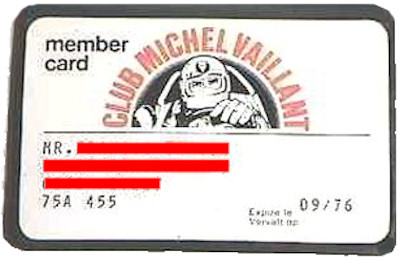 member
card
CLUB MICHEL VAILLANT
MR.
75A 455
Expire le
Vervalt op
09/76